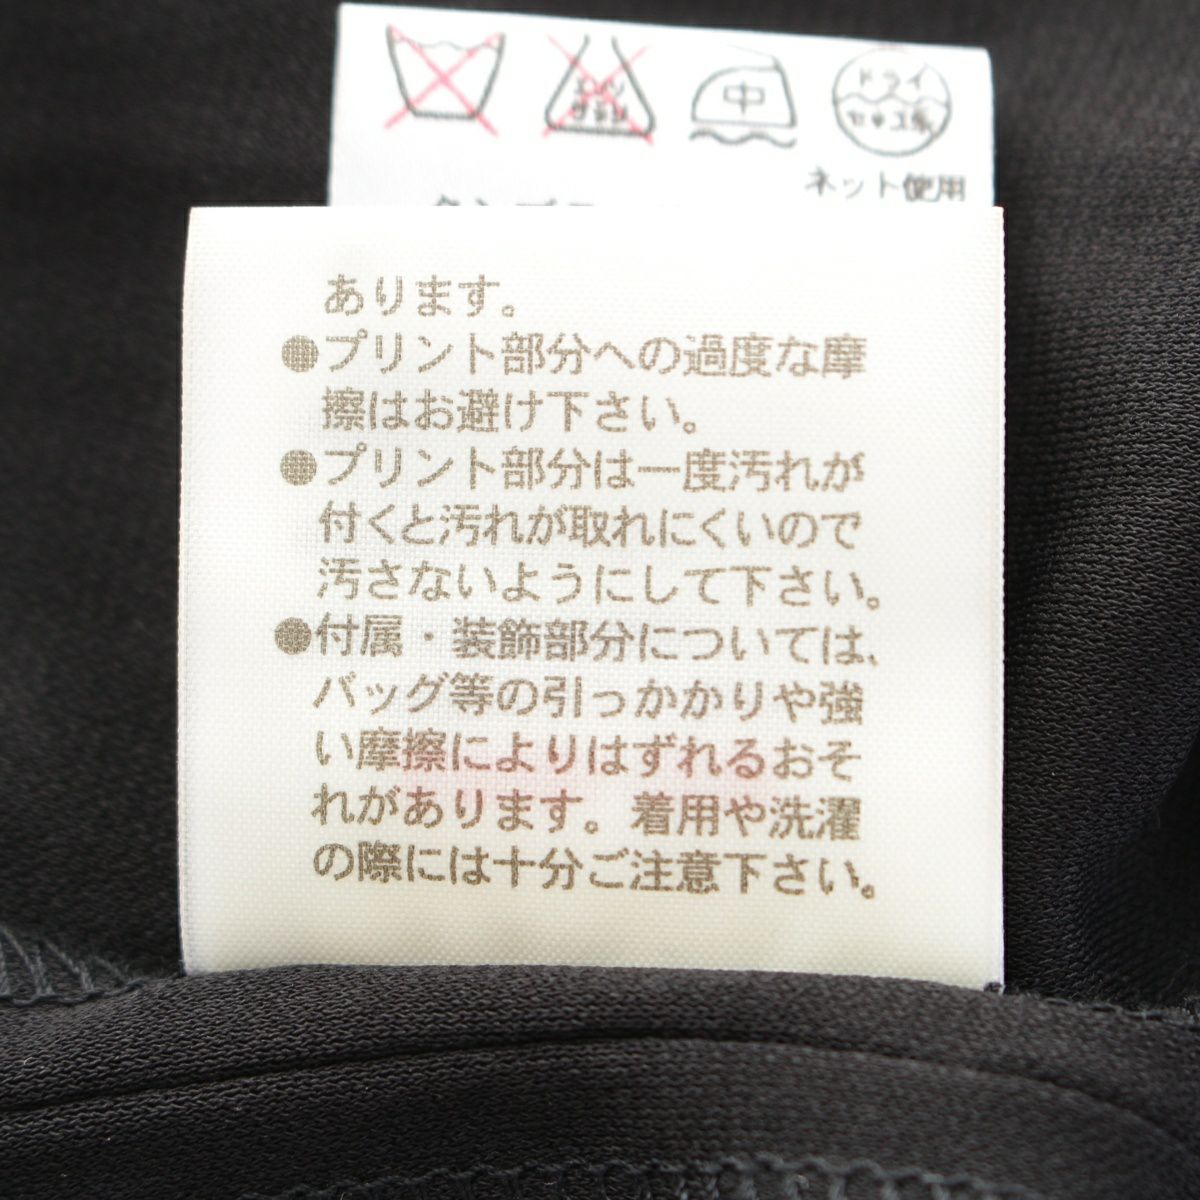 中
ドライ
セキユ系
ネット使用
あります。
●プリント部分への過度な摩
擦はお避け下さい。
●プリント部分は一度汚れが
付くと汚れが取れにくいので
汚さないようにして下さい。
●付属・装飾部分については、
バッグ等の引っかかりや強
い摩擦によりはずれるおそ
れがあります。着用や洗濯
の際には十分ご注意下さい。